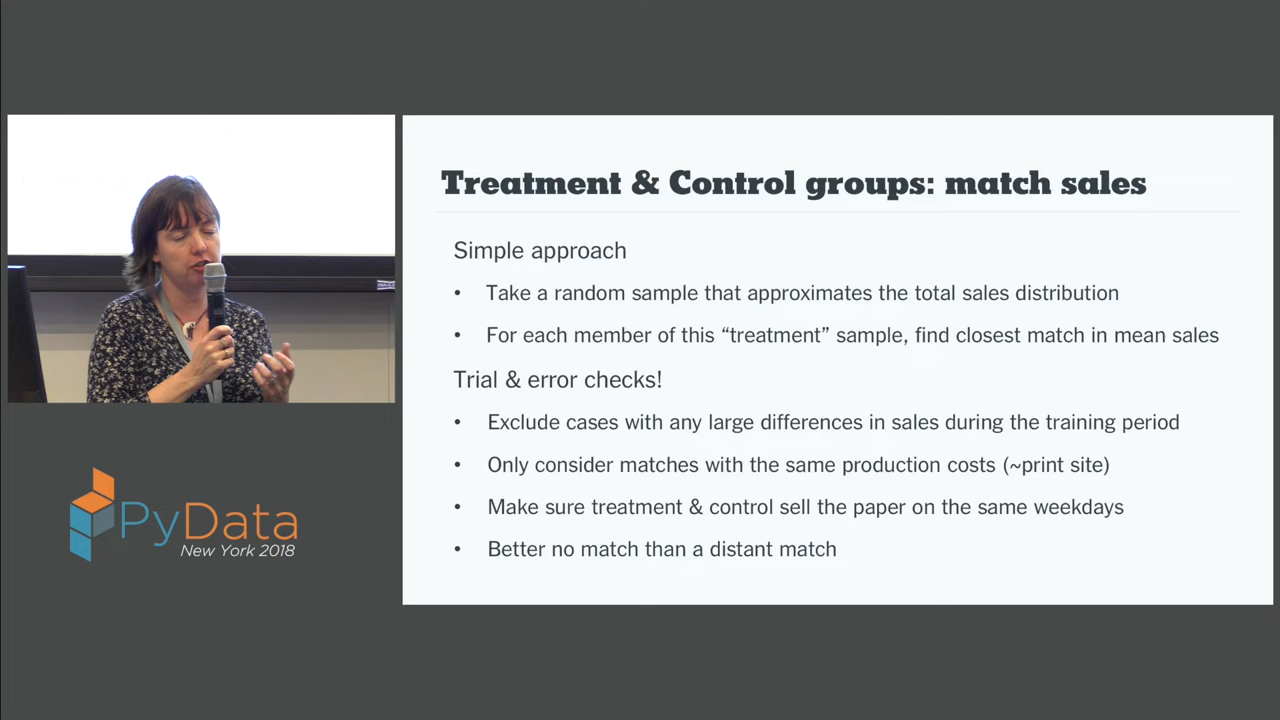 Treatment & Control groups: match sales
Simple approach
• Take a random sample that approximates the total sales distribution
• For each member of this “treatment” sample, find closest match in mean sales
Trial & error checks!
• Exclude cases with any large differences in sales during the training period
• Only consider matches with the same production costs (~print site)
• Make sure treatment & control sell the paper on the same weekdays
• Better no match than a distant match
PyData
New York 2018